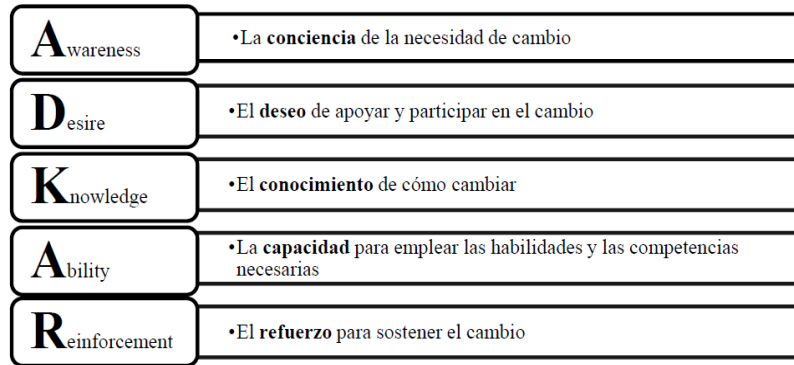 Awareness
•La conciencia de la necesidad de cambio
Desire
•El deseo de apoyar y participar en el cambio
Knowledge
•El conocimiento de cómo cambiar
Ability
•La capacidad para emplear las habilidades y las competencias
necesarias
Reinforcement
•El refuerzo para sostener el cambio